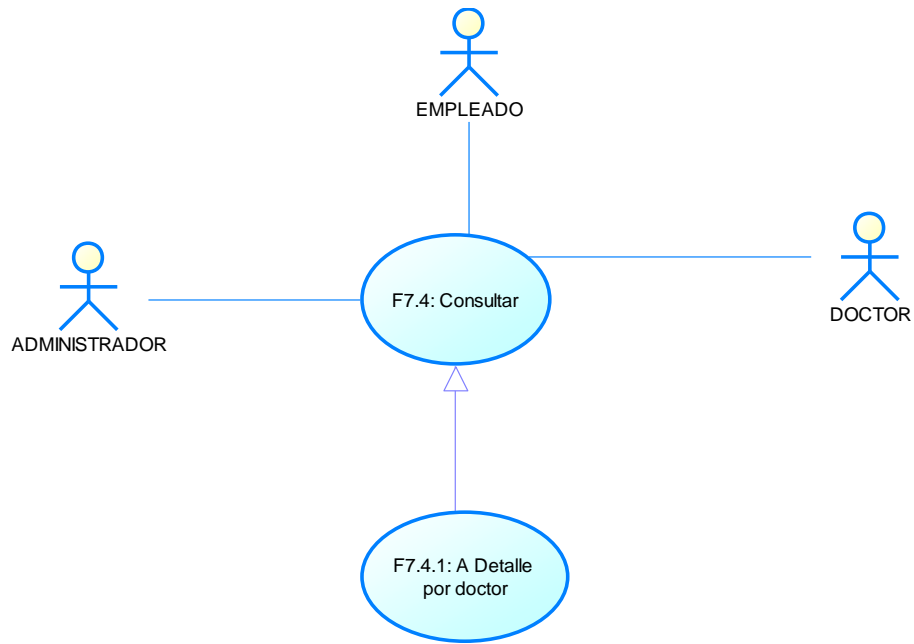 EMPLEADO
F7.4: Consultar
DOCTOR
ADMINISTRADOR
F7.4.1: A Detalle
por doctor